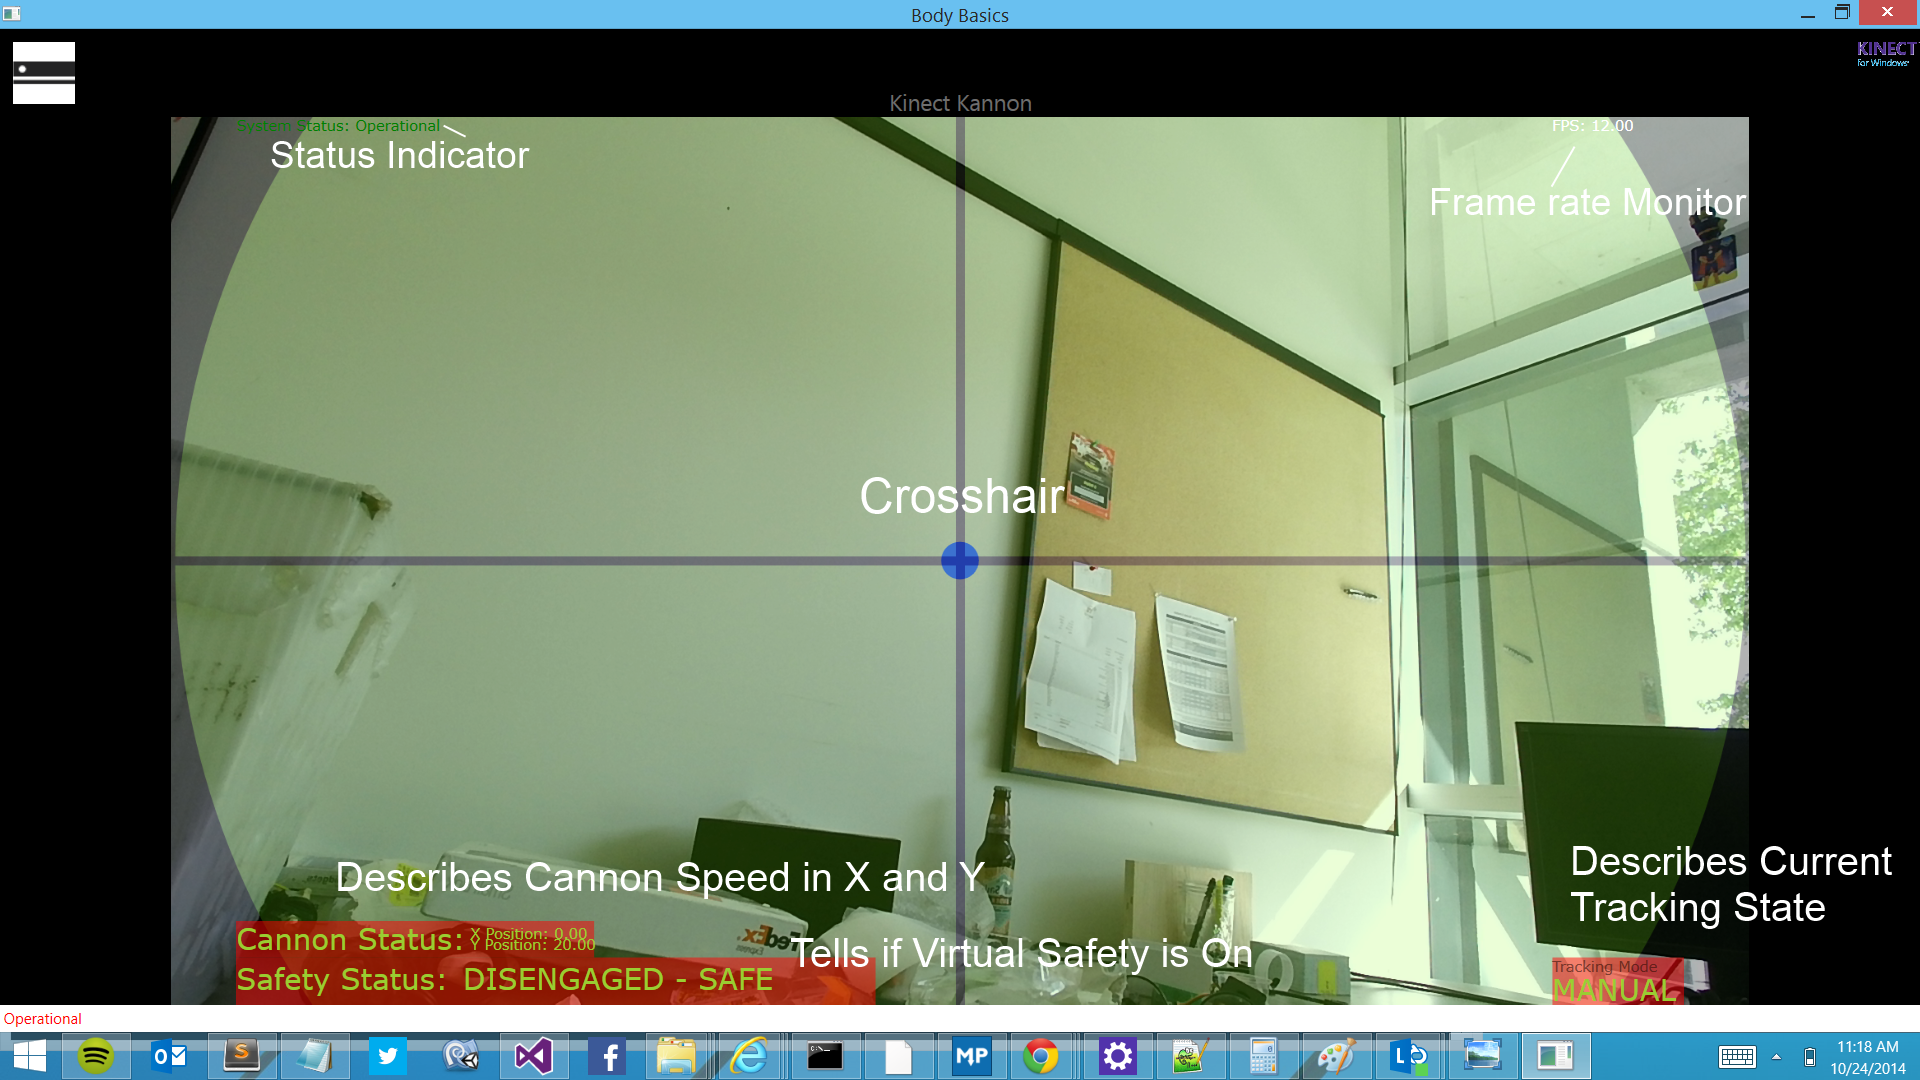 Body Basics
KINECT
for Windows
Kinect Kannon
System Status: Operational
FPS: 12.00
Status Indicator
Frame rate Monitor
Crosshair
Describes Cannon Speed in X and Y
Describes Current
Tracking State
Cannon Status:
X Position: 0.00
Y Position: 20.00
FedEx
Tells if Virtual Safety is On
Safety Status: DISENGAGED - SAFE
Tracking Mode
MANUAL
Operational
S
MP
11:18 AM
10/24/2014